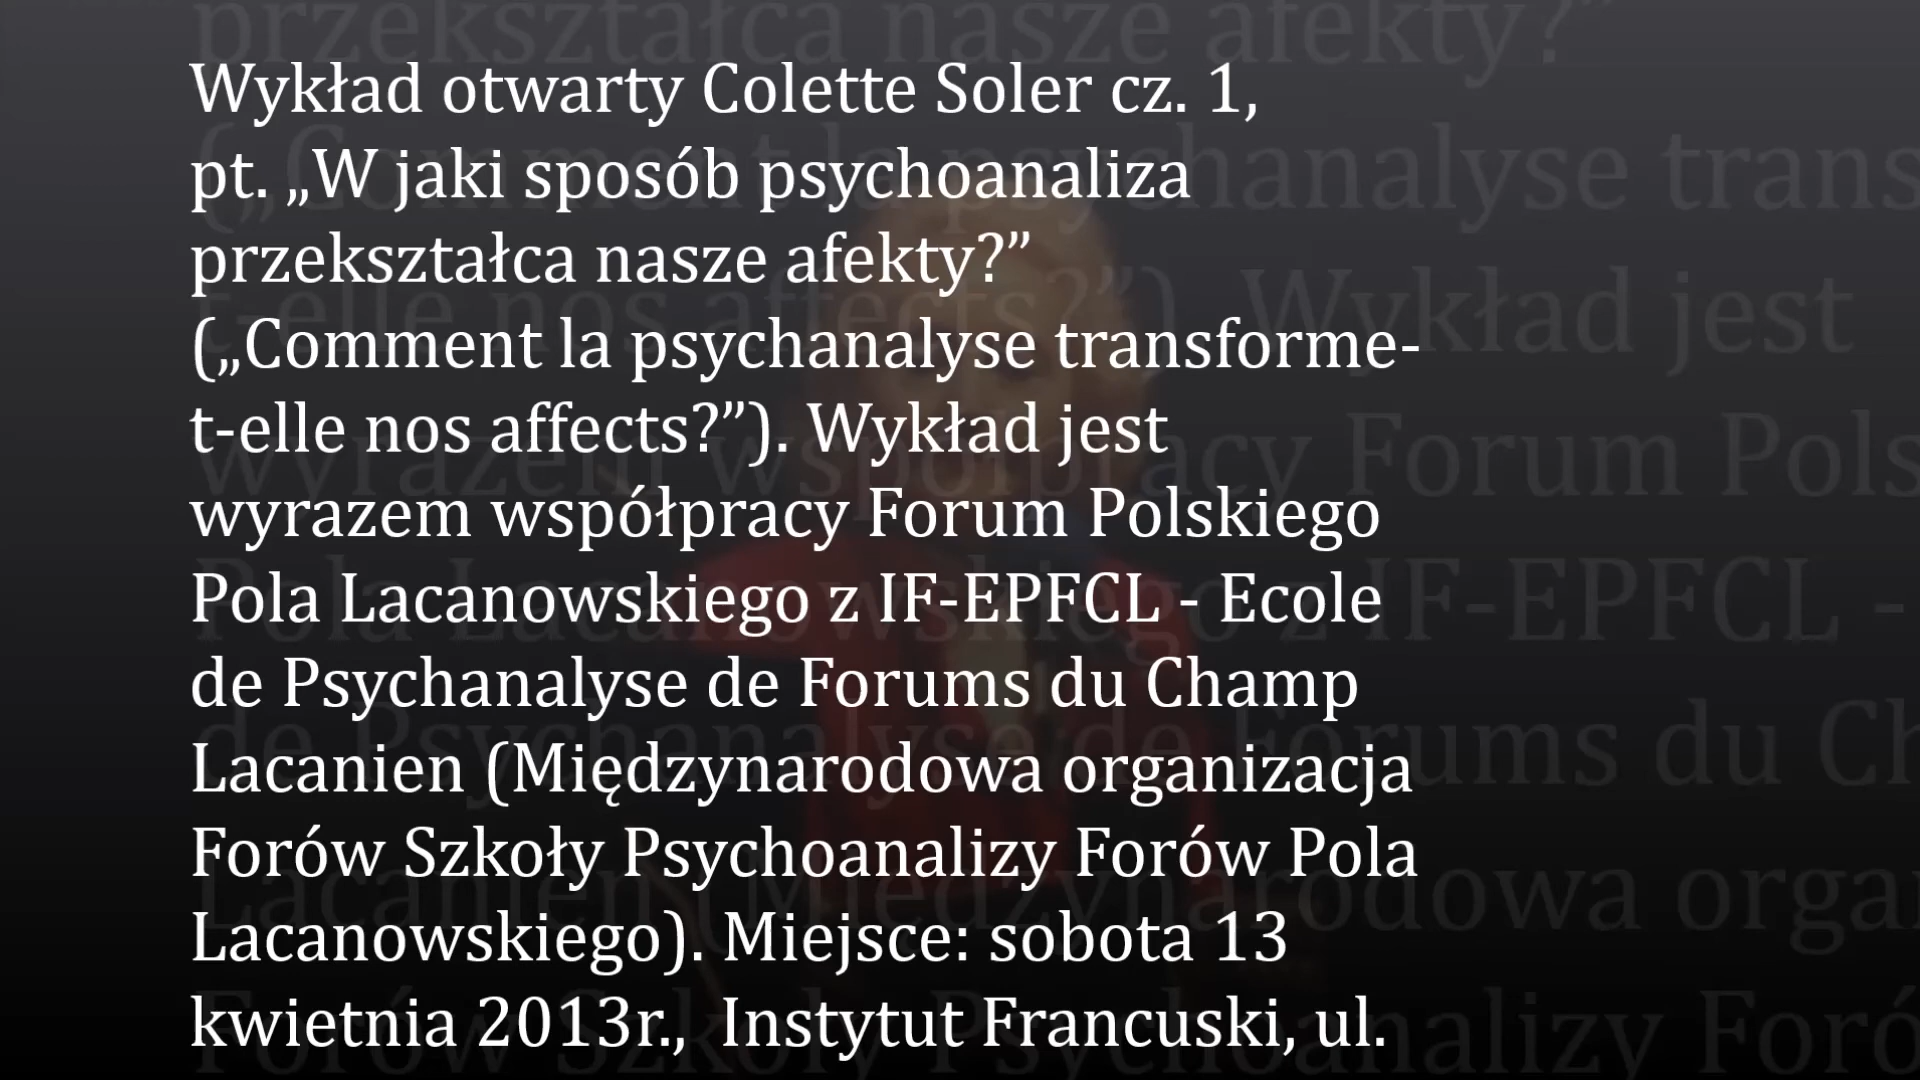 Wykład otwarty Colette Soler cz. 1,
pt. „W jaki sposób psychoanaliza
przekształca nasze afekty?”
(„Comment la psychanalyse transforme-
t-elle nos affects?”). Wykład jest
wyrazem współpracy Forum Polskiego
Pola Lacanowskiego z IF-EPFCL - Ecole
de Psychanalyse de Forums du Champ
Lacanien (Międzynarodowa organizacja
Forów Szkoły Psychoanalizy Forów Pola
Lacanowskiego). Miejsce: sobota 13
kwietnia 2013r.,  Instytut Francuski, ul.